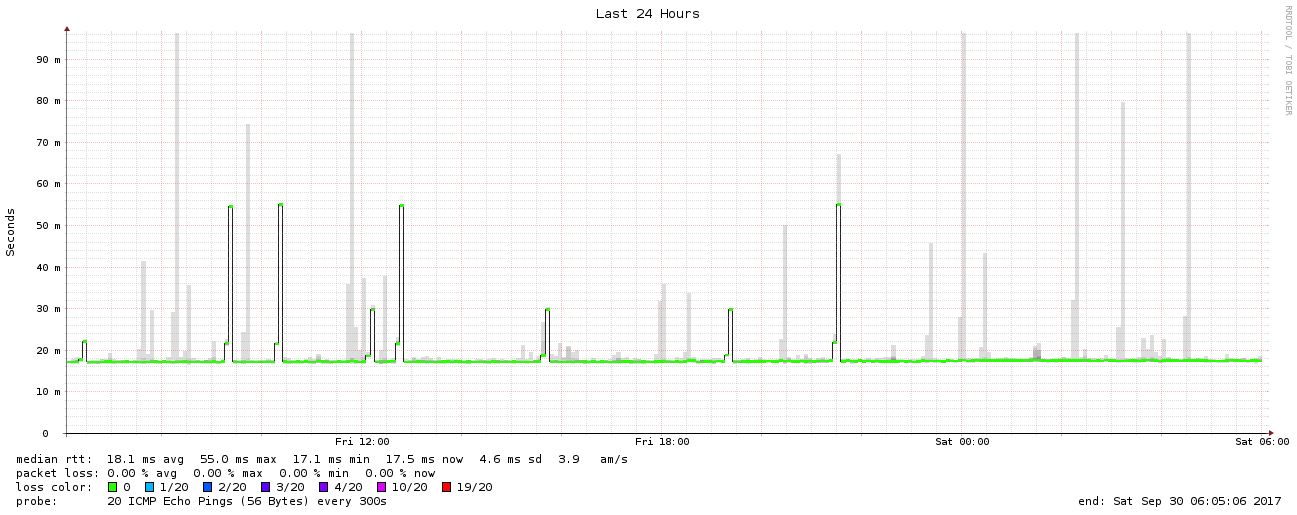 Last 24 Hours
RRDTOOL / TOBI OETIKER
Seconds
90 m
80 m
70 m
60 m
50 m
40 m
30 m
20 m
10 m
0
Fri 12:00 Fri 18:00 Sat 00:00 Sat 06:00
median rtt: 18.1 ms avg 55.0 ms max 17.1 ms min 17.5 ms now 4.6 ms sd 3.9 am/s
packet loss: 0.00 % avg 0.00 % max 0.00 % min 0.00 % now
loss color: 0 1/20 2/20 3/20 4/20 10/20 19/20
probe: 20 ICMP Echo Pings (56 Bytes) every 300s end: Sat Sep 30 06:05:06 2017